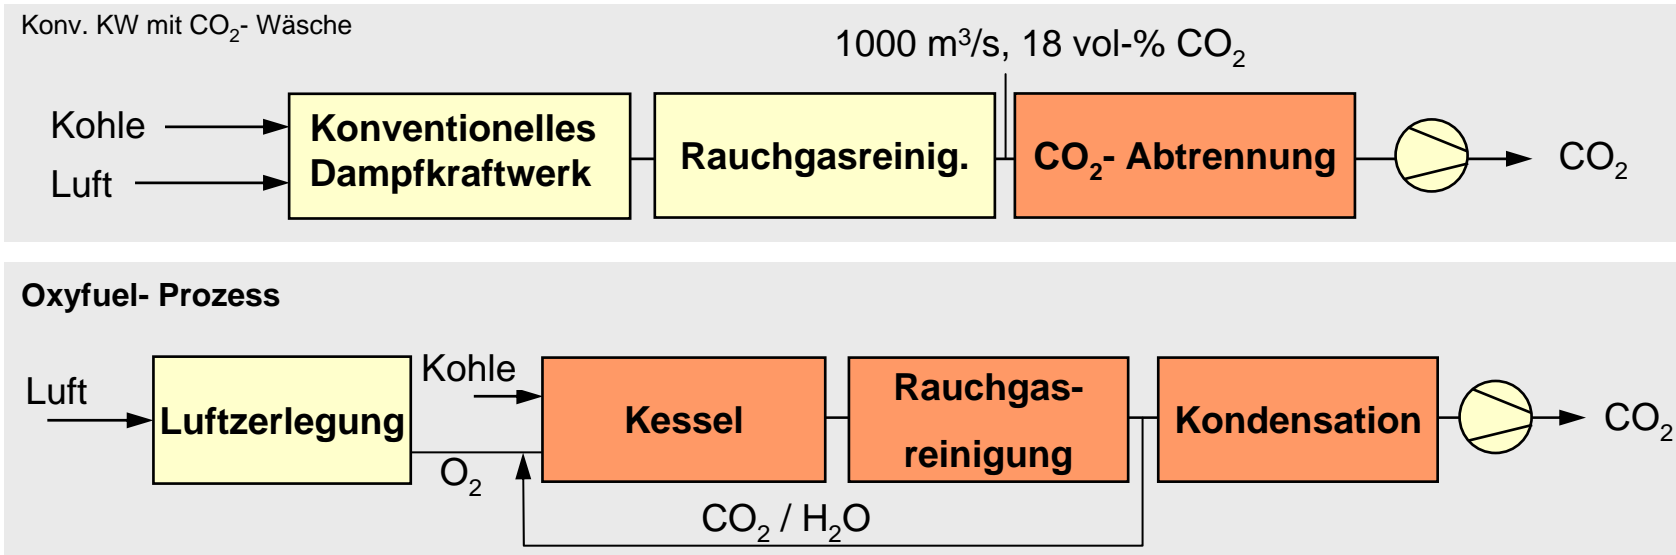 Konv. KW mit CO₂- Wäsche
1000 m³/s, 18 vol-% CO₂
Kohle
Luft
Konventionelles
Dampfkraftwerk
Rauchgasreinig.
CO₂- Abtrennung
CO₂
Oxyfuel- Prozess
Luft
Luftzerlegung
O₂
Kohle
Kessel
Rauchgas-
reinigung
Kondensation
CO₂
CO₂ / H₂O